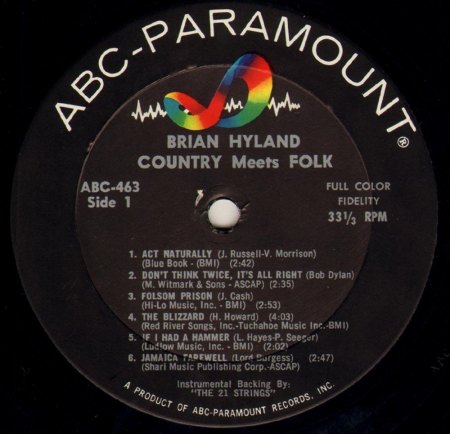 ABC-PARAMOUNT®
BRIAN HYLAND
COUNTRY Meets FOLK
ABC-463
Side 1
FULL COLOR
FIDELITY
33 1/3 RPM
1. ACT NATURALLY (J. Russell-V. Morrison)
(Blue Book - (BMI) (2:42)
2. DON'T THINK TWICE, IT'S ALL RIGHT (Bob Dylan)
(M. Witmark & Sons - ASCAP) (2:35)
3. FOLSOM PRISON (J. Cash)
(Hi-Lo Music, Inc. - BMI) (2:53)
4. THE BLIZZARD (H. Howard) (4:03)
(Red River Songs, Inc.-Tuchahoe Music Inc.-BMI)
5. IF I HAD A HAMMER (L. Hayes-P. Seeger)
(Ludlow Music, Inc. - BMI) (2:02)
6. JAMAICA FAREWELL (Lord Burgess) (2:47)
(Shari Music Publishing Corp.-ASCAP)
Instrumental Backing By:
"THE 21 STRINGS"
A PRODUCT OF ABC-PARAMOUNT RECORDS, INC.